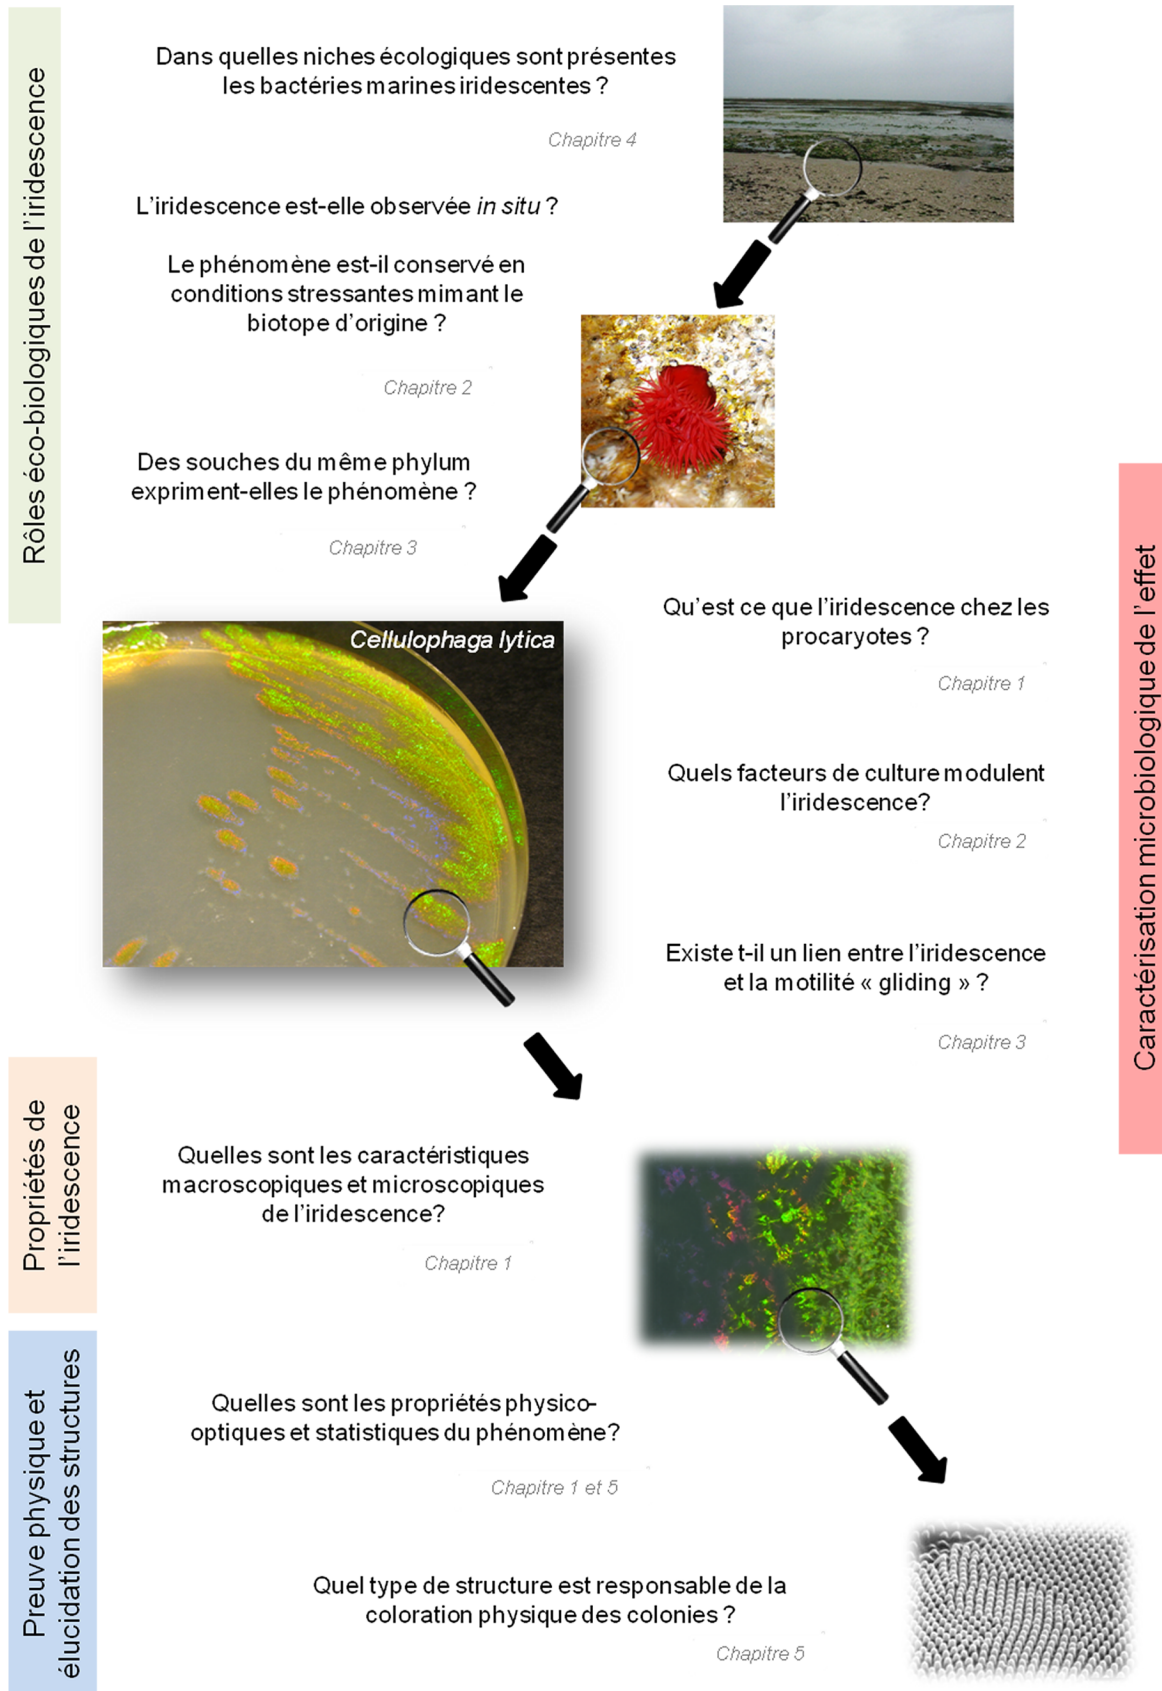 Rôles éco-biologiques de l'iridescence
Dans quelles niches écologiques sont présentes
les bactéries marines iridescentes ?
Chapitre 4
L'iridescence est-elle observée in situ ?
Le phénomène est-il conservé en
conditions stressantes mimant le
biotope d'origine ?
Chapitre 2
Des souches du même phylum
expriment-elles le phénomène ?
Chapitre 3
Cellulophaga lytica
Caractérisation microbiologique de l'effet
Qu'est ce que l'iridescence chez les
procaryotes ?
Chapitre 1
Quels facteurs de culture modulent
l'iridescence?
Chapitre 2
Existe t-il un lien entre l'iridescence
et la motilité « gliding » ?
Chapitre 3
Propriétés de
l'iridescence
Quelles sont les caractéristiques
macroscopiques et microscopiques
de l'iridescence?
Chapitre 1
Preuve physique et
élucidation des structures
Quelles sont les propriétés physico-
optiques et statistiques du phénomène?
Chapitre 1 et 5
Quel type de structure est responsable de la
coloration physique des colonies ?
Chapitre 5